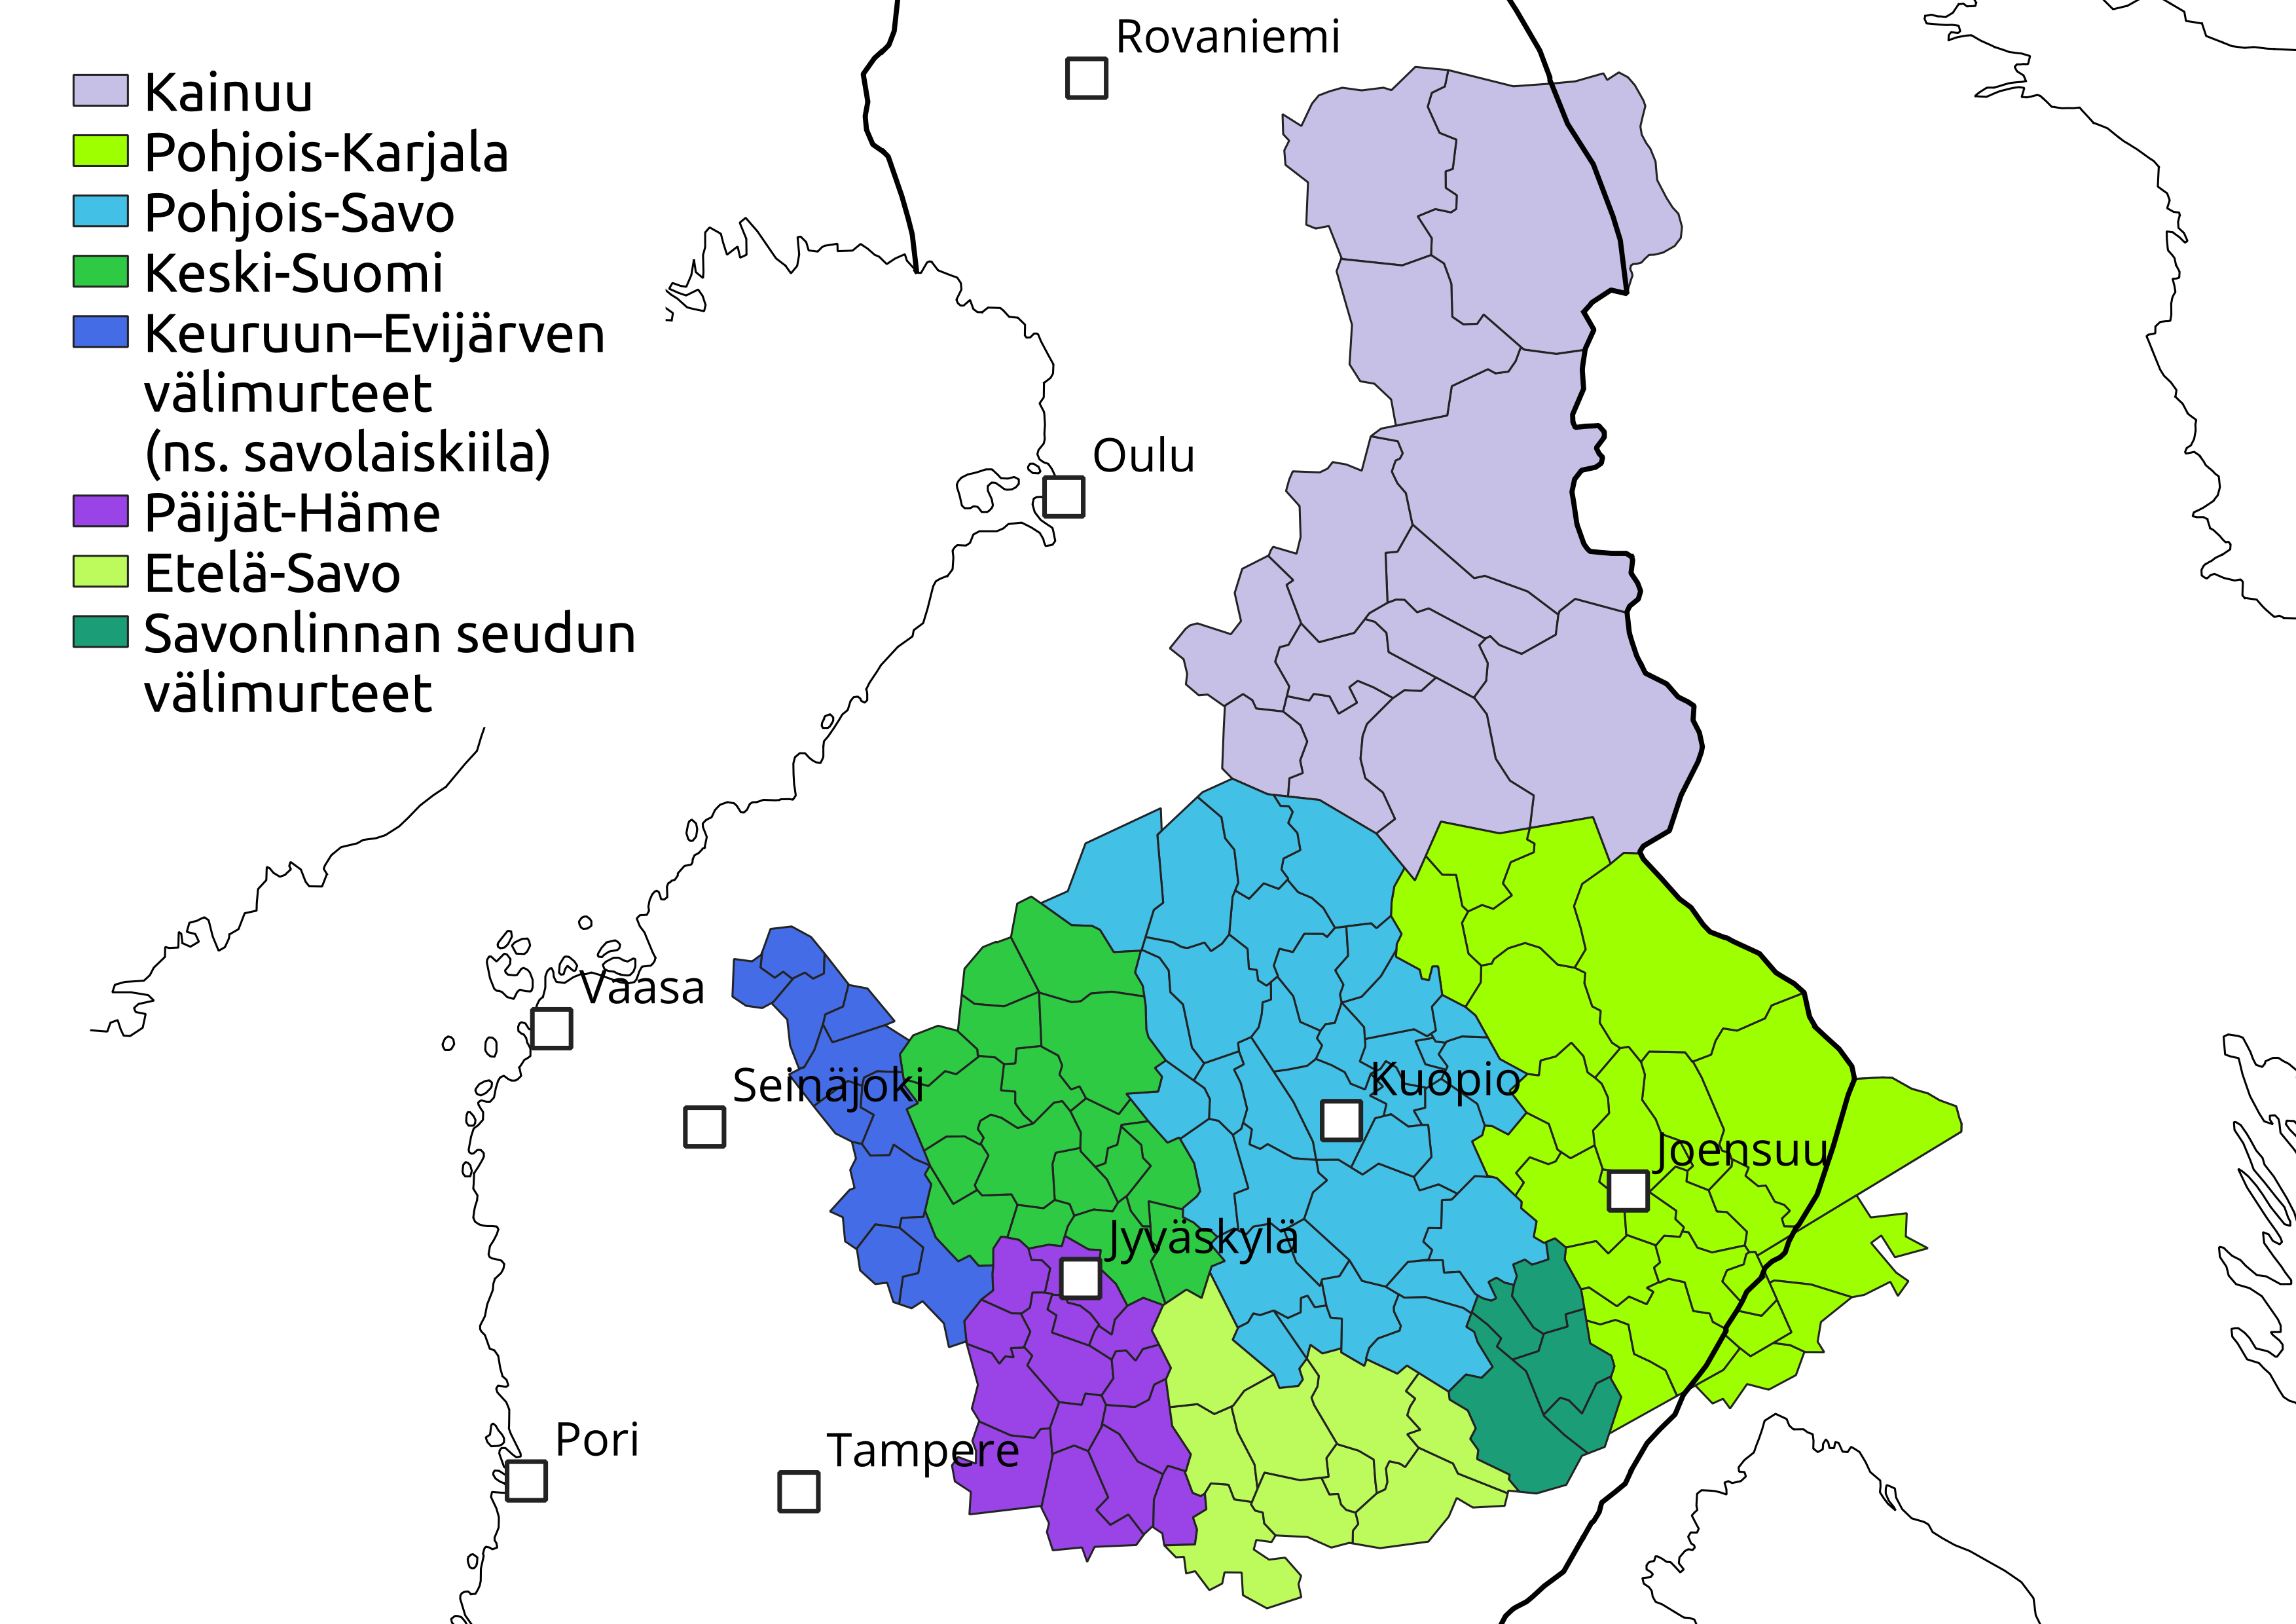 Kainuu
Pohjois-Karjala
Pohjois-Savo
Keski-Suomi
Keuruun–Evijärven
välimurteet
(ns. savolaiskiila)
Päijät-Häme
Etelä-Savo
Savonlinnan seudun
välimurteet
Rovaniemi
Oulu
Vaasa
Seinäjoki
Kuopio
Joensuu
Jyväskylä
Pori
Tampere